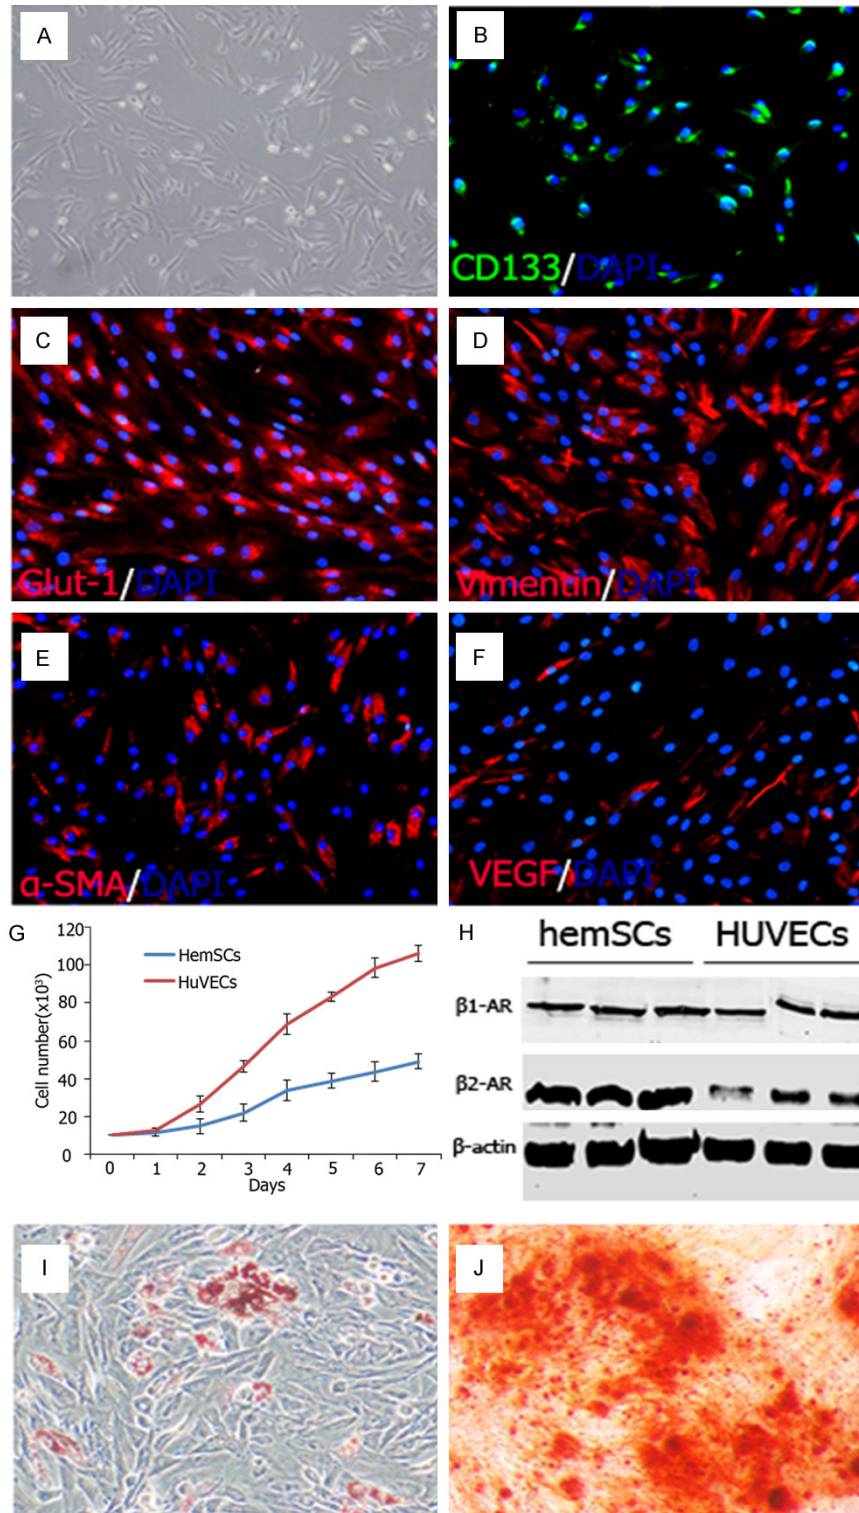 A
B
CD133/DAPI
C
D
Glut-1/DAPI
Vimentin/DAPI
E
F
α-SMA/DAPI
VEGF/DAPI
G
120
100
80
60
40
20
0
Cell number(x10³)
HemSCs
HuVECs
0 1 2 3 4 5 6 7
Days
H
hemSCs HUVECs
β1-AR
β2-AR
β-actin
I
J